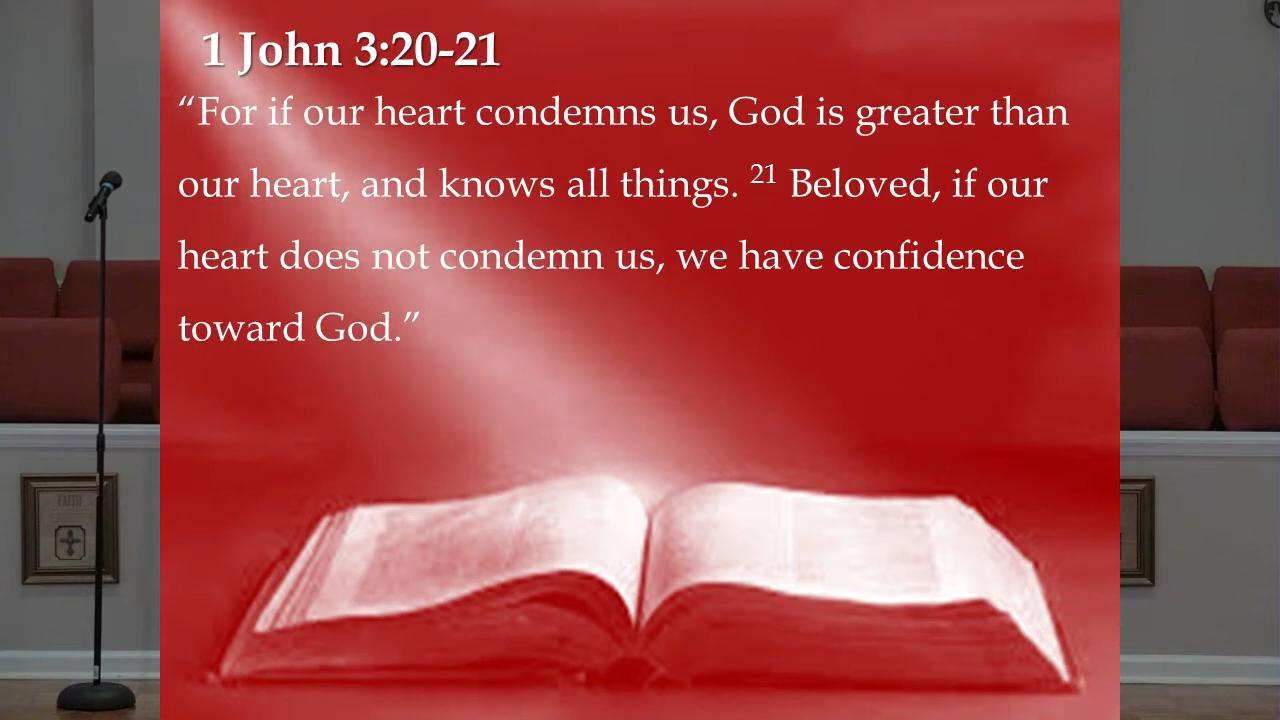 1 John 3:20-21
“For if our heart condemns us, God is greater than
our heart, and knows all things. 21 Beloved, if our
heart does not condemn us, we have confidence
toward God.”
FAITH